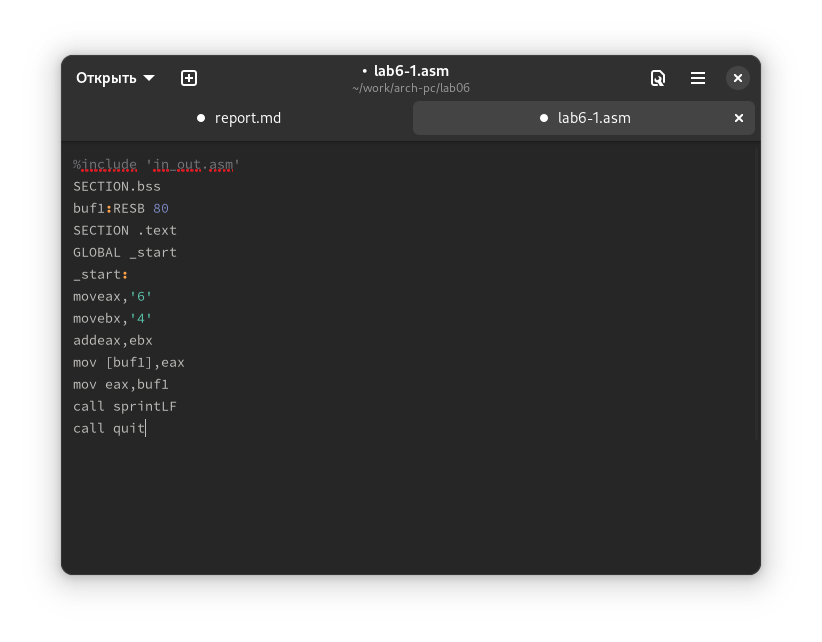 Открыть
• lab6-1.asm
~/work/arch-pc/lab06
● report.md
● lab6-1.asm
%include 'in_out.asm'
SECTION.bss
buf1:RESB 80
SECTION .text
GLOBAL _start
_start:
moveax,'6'
movebx,'4'
addeax,ebx
mov [buf1],eax
mov eax,buf1
call sprintLF
call quit